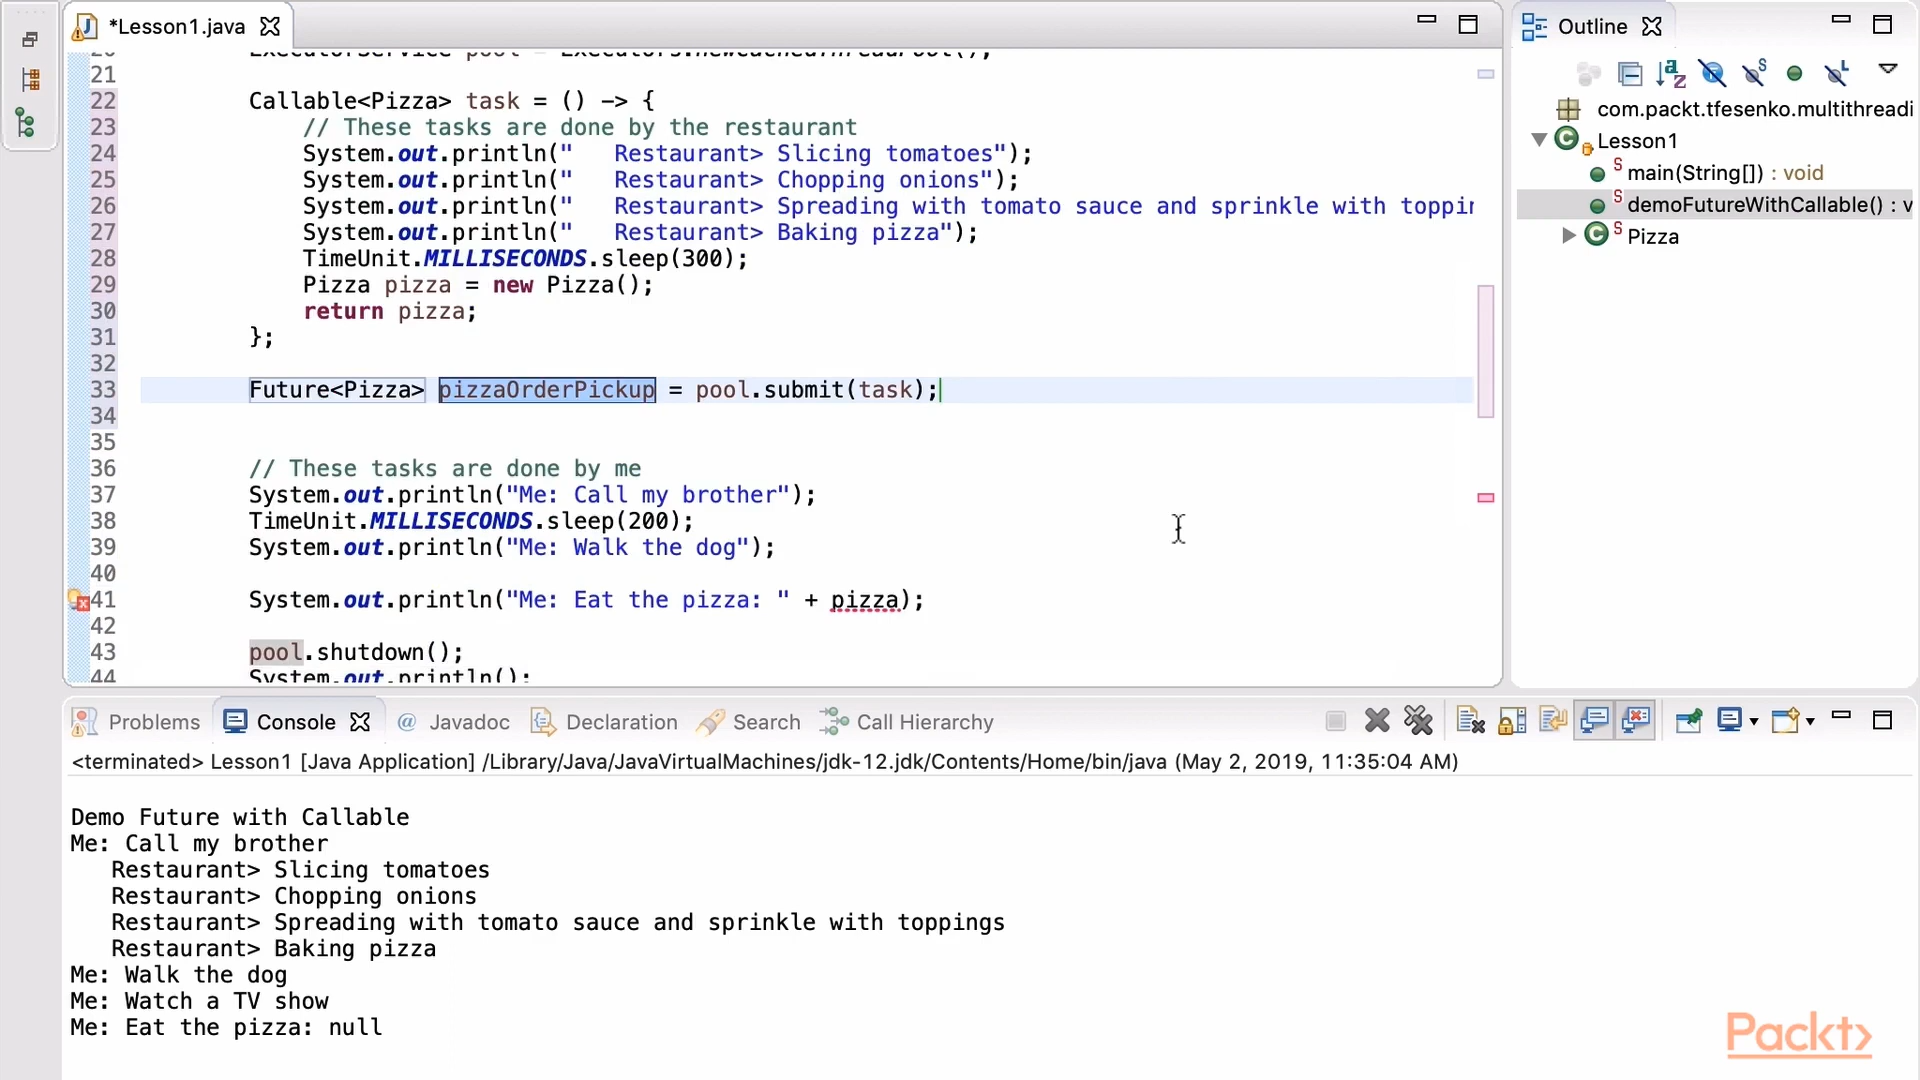 *Lesson1.java
20 ExecutorService pool = Executors.newCachedThreadPool();
21
22 Callable<Pizza> task = () -> {
23 // These tasks are done by the restaurant
24 System.out.println("   Restaurant> Slicing tomatoes");
25 System.out.println("   Restaurant> Chopping onions");
26 System.out.println("   Restaurant> Spreading with tomato sauce and sprinkle with toppin
27 System.out.println("   Restaurant> Baking pizza");
28 TimeUnit.MILLISECONDS.sleep(300);
29 Pizza pizza = new Pizza();
30 return pizza;
31 };
32
33 Future<Pizza> pizzaOrderPickup = pool.submit(task);
34
35
36 // These tasks are done by me
37 System.out.println("Me: Call my brother");
38 TimeUnit.MILLISECONDS.sleep(200);
39 System.out.println("Me: Walk the dog");
40
41 System.out.println("Me: Eat the pizza: " + pizza);
42
43 pool.shutdown();
44 System.out.println();
Outline
com.packt.tfesenko.multithreadi
Lesson1
main(String[]) : void
demoFutureWithCallable() : v
Pizza
Problems Console Javadoc Declaration Search Call Hierarchy
<terminated> Lesson1 [Java Application] /Library/Java/JavaVirtualMachines/jdk-12.jdk/Contents/Home/bin/java (May 2, 2019, 11:35:04 AM)
Demo Future with Callable
Me: Call my brother
   Restaurant> Slicing tomatoes
   Restaurant> Chopping onions
   Restaurant> Spreading with tomato sauce and sprinkle with toppings
   Restaurant> Baking pizza
Me: Walk the dog
Me: Watch a TV show
Me: Eat the pizza: null
Packt>